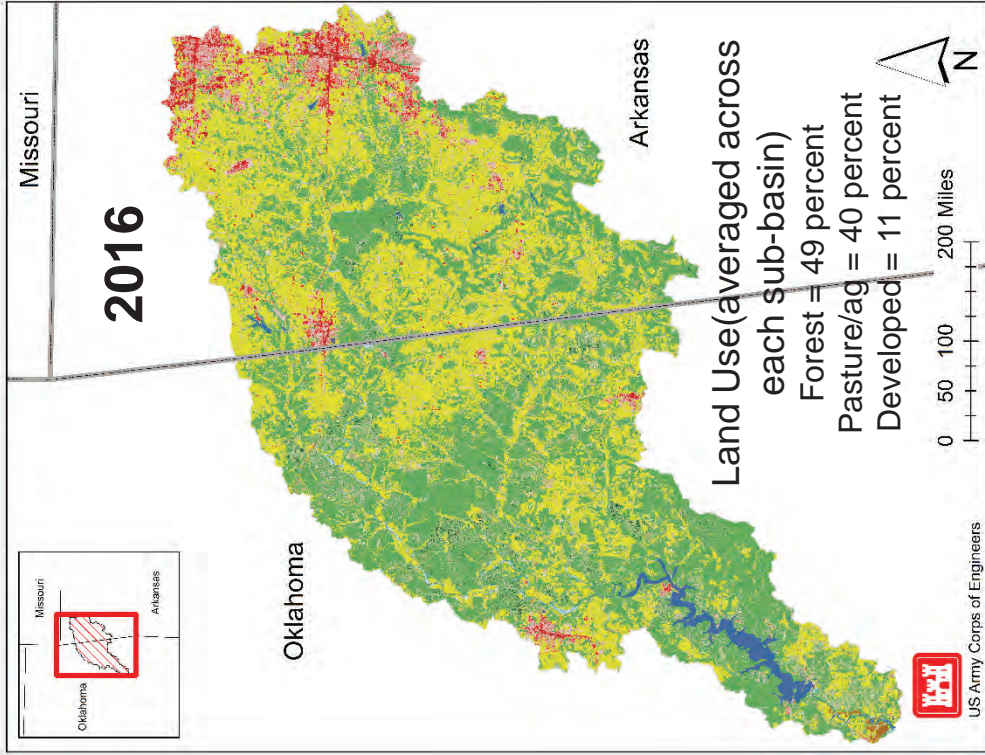 Missouri
2016
Missouri
Oklahoma
Arkansas
Oklahoma
Arkansas
Land Use(averaged across
each sub-basin)
Forest = 49 percent
Pasture/ag = 40 percent
Developed = 11 percent
0 50 100 200 Miles
N
US Army Corps of Engineers